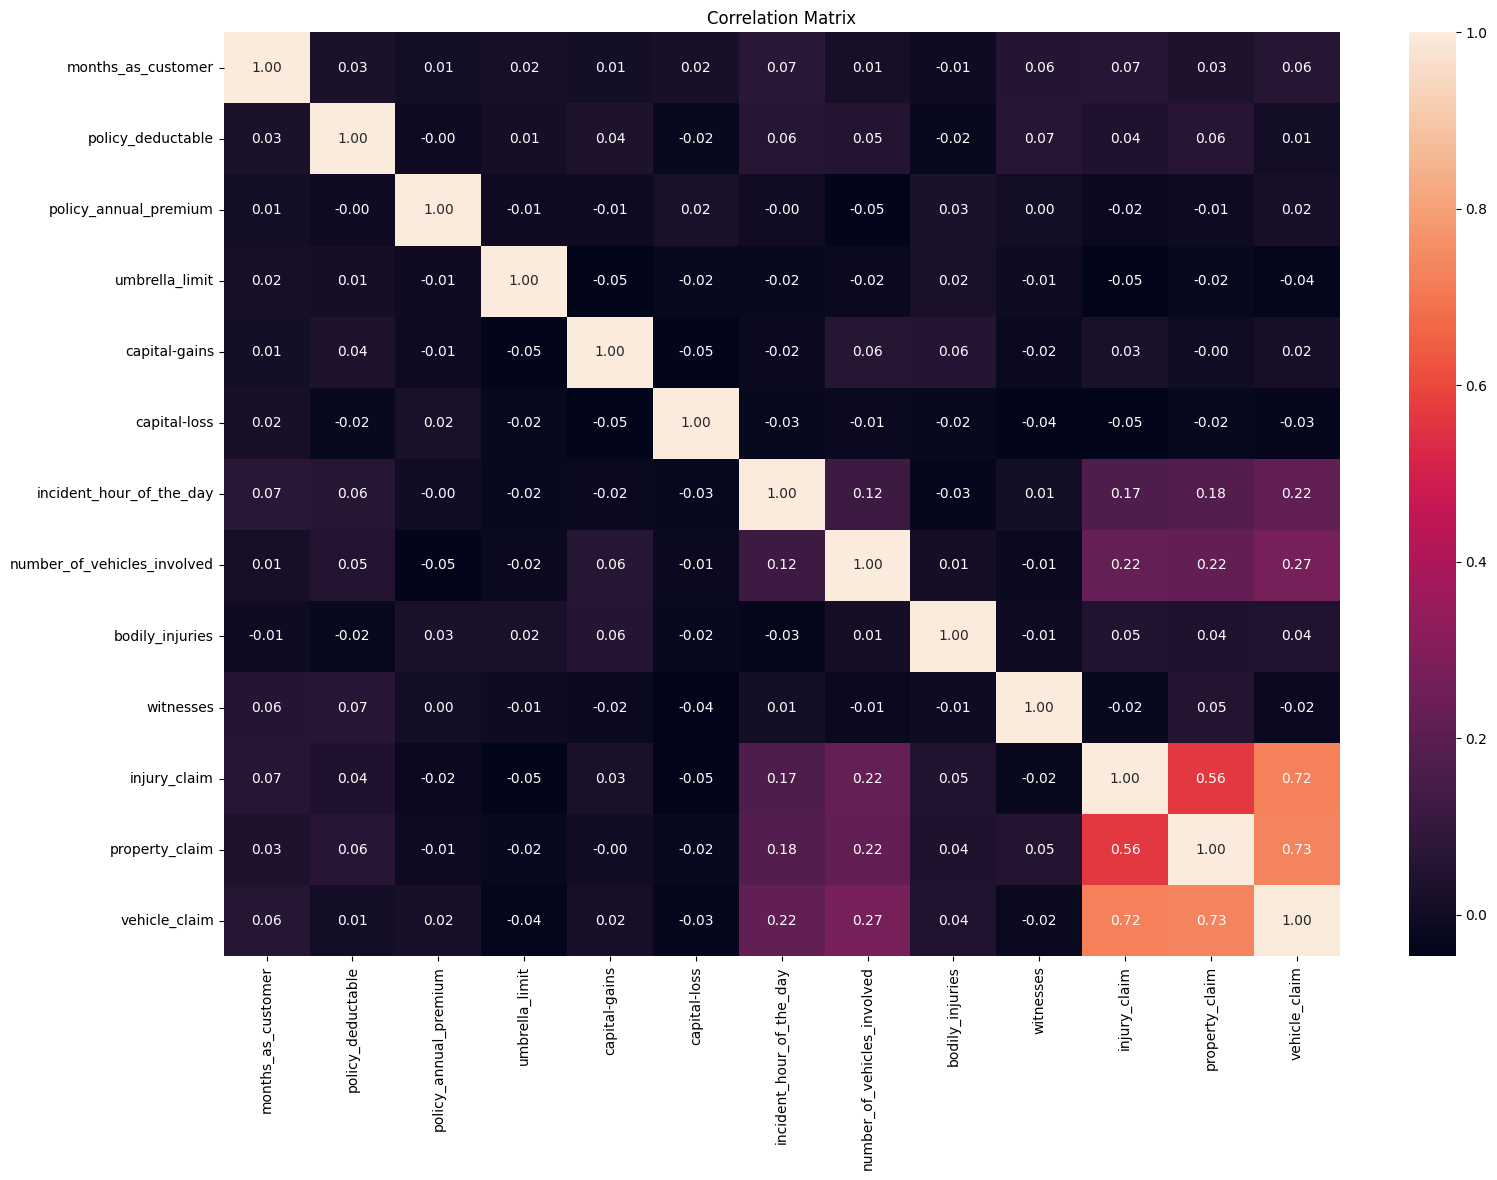 Correlation Matrix
months_as_customer 1.00 0.03 0.01 0.02 0.01 0.02 0.07 0.01 -0.01 0.06 0.07 0.03 0.06
policy_deductable 0.03 1.00 -0.00 0.01 0.04 -0.02 0.06 0.05 -0.02 0.07 0.04 0.06 0.01
policy_annual_premium 0.01 -0.00 1.00 -0.01 -0.01 0.02 -0.00 -0.05 0.03 0.00 -0.02 -0.01 0.02
umbrella_limit 0.02 0.01 -0.01 1.00 -0.05 -0.02 -0.02 -0.02 0.02 -0.01 -0.05 -0.02 -0.04
capital-gains 0.01 0.04 -0.01 -0.05 1.00 -0.05 -0.02 0.06 0.06 -0.02 0.03 -0.00 0.02
capital-loss 0.02 -0.02 0.02 -0.02 -0.05 1.00 -0.03 -0.01 -0.02 -0.04 -0.05 -0.02 -0.03
incident_hour_of_the_day 0.07 0.06 -0.00 -0.02 -0.02 -0.03 1.00 0.12 -0.03 0.01 0.17 0.18 0.22
number_of_vehicles_involved 0.01 0.05 -0.05 -0.02 0.06 -0.01 0.12 1.00 0.01 -0.01 0.22 0.22 0.27
bodily_injuries -0.01 -0.02 0.03 0.02 0.06 -0.02 -0.03 0.01 1.00 -0.01 0.05 0.04 0.04
witnesses 0.06 0.07 0.00 -0.01 -0.02 -0.04 0.01 -0.01 -0.01 1.00 -0.02 0.05 -0.02
injury_claim 0.07 0.04 -0.02 -0.05 0.03 -0.05 0.17 0.22 0.05 -0.02 1.00 0.56 0.72
property_claim 0.03 0.06 -0.01 -0.02 -0.00 -0.02 0.18 0.22 0.04 0.05 0.56 1.00 0.73
vehicle_claim 0.06 0.01 0.02 -0.04 0.02 -0.03 0.22 0.27 0.04 -0.02 0.72 0.73 1.00
months_as_customer
policy_deductable
policy_annual_premium
umbrella_limit
capital-gains
capital-loss
incident_hour_of_the_day
number_of_vehicles_involved
bodily_injuries
witnesses
injury_claim
property_claim
vehicle_claim
1.0
0.8
0.6
0.4
0.2
0.0